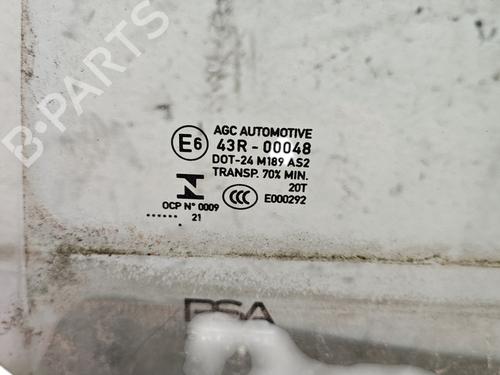 AGC AUTOMOTIVE
E6 43R - 00048
DOT-24 M189 AS2
TRANSP. 70% MIN.
20T
N CCC E000292
OCP N° 0009
...... 21
PSA
B-PARTS